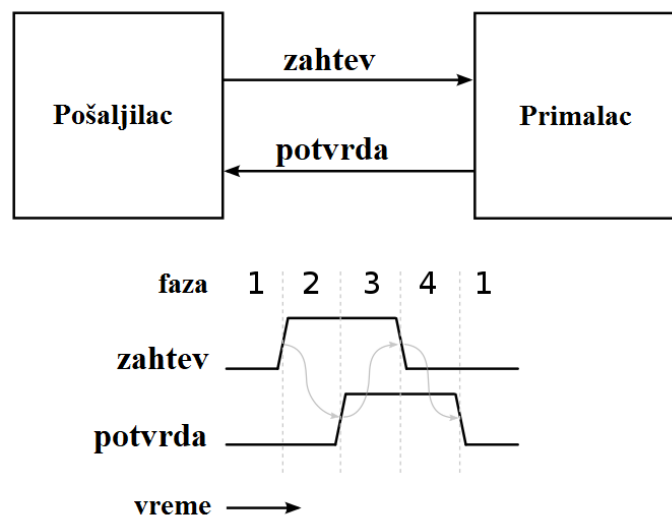 zahtev
Pošaljilac
Primalac
potvrda
faza 1 2 3 4 1
zahtev
potvrda
vreme